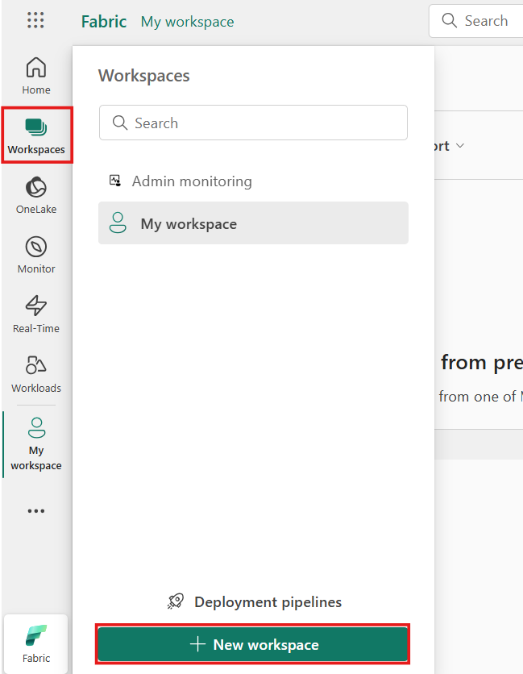 Fabric My workspace
Search
Home
Workspaces
OneLake
Monitor
Real-Time
Workloads
My
workspace
Fabric
Workspaces
Search
Admin monitoring
My workspace
Deployment pipelines
New workspace
ort
from pre
from one of M